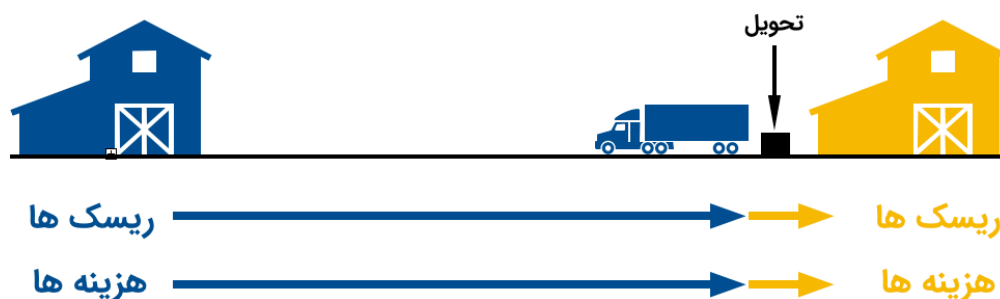 تحویل
ریسک ها
ریسک ها
هزینه ها
هزینه ها